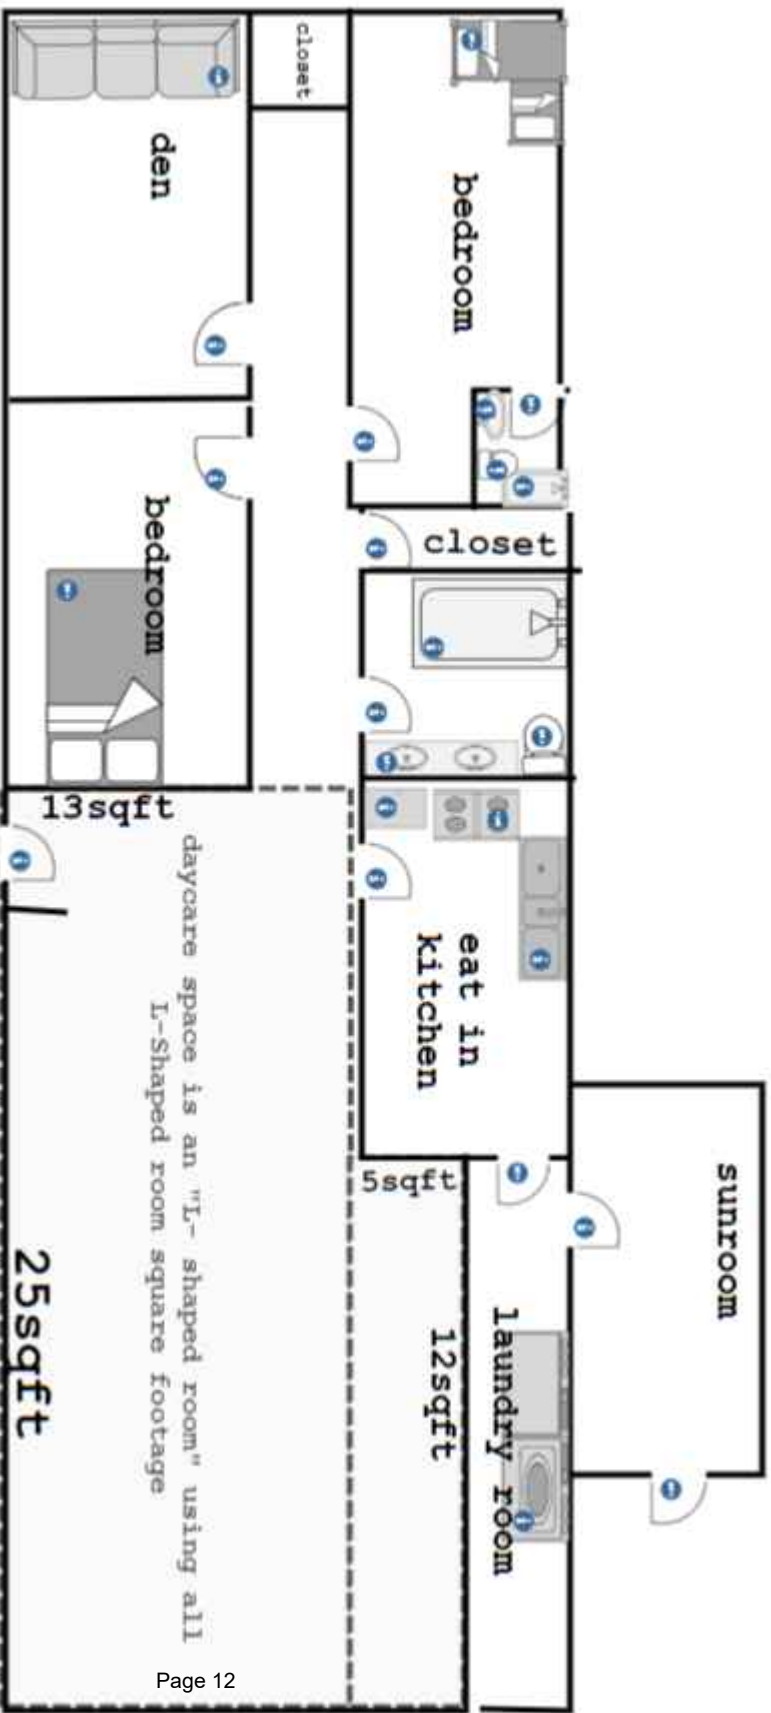 closet
den
bedroom
bedroom
closet
13sqft
daycare space is an "L- shaped room" using all
L-Shaped room square footage
eat in
kitchen
5sqft
sunroom
12sqft
laundry room
25sqft
Page 12